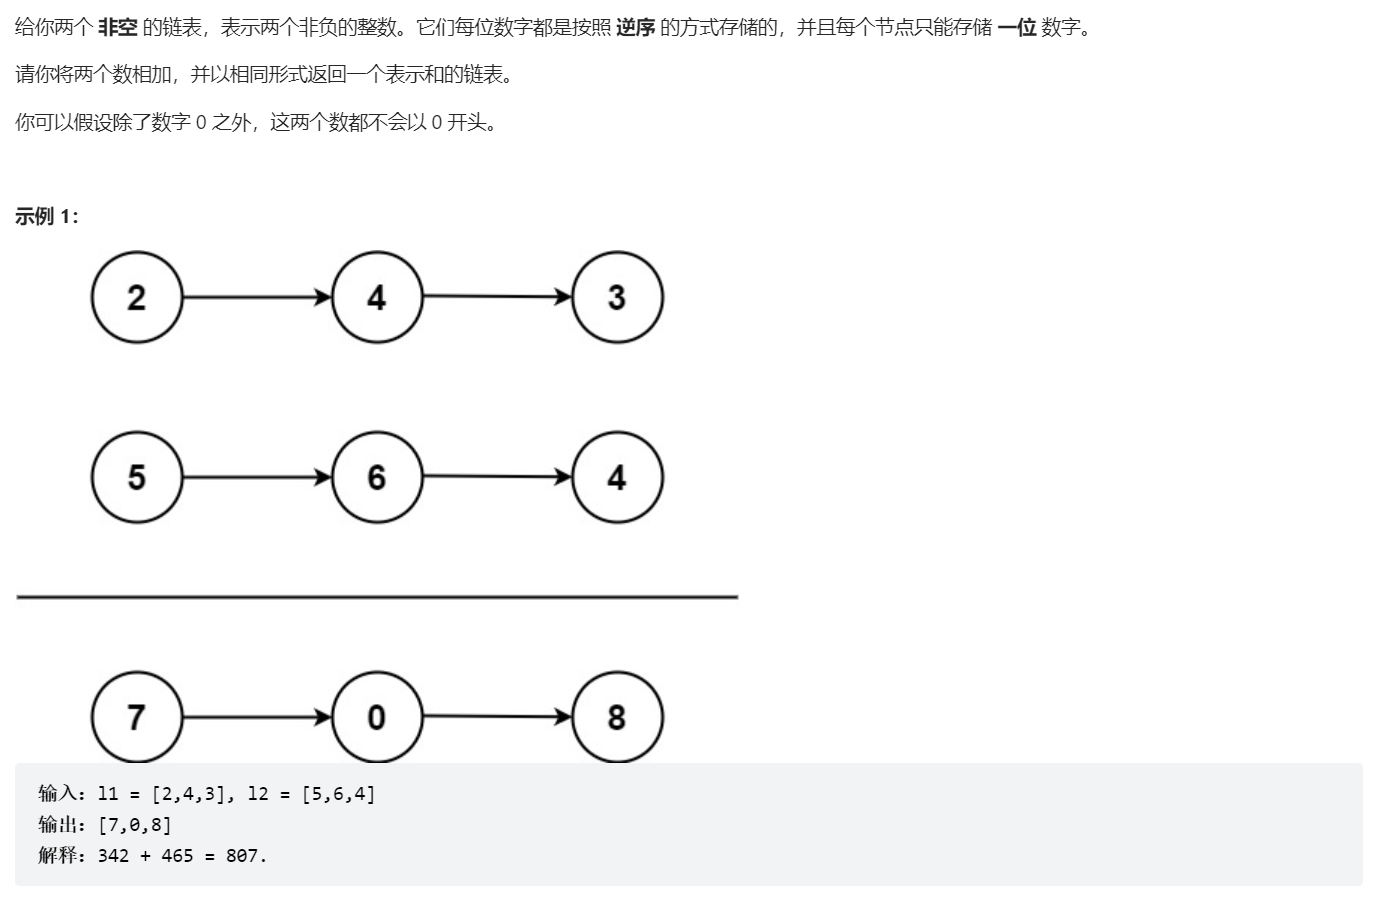 给你两个 非空 的链表，表示两个非负的整数。它们每位数字都是按照 逆序 的方式存储的，并且每个节点只能存储 一位 数字。
请你将两个数相加，并以相同形式返回一个表示和的链表。
你可以假设除了数字 0 之外，这两个数都不会以 0 开头。
示例 1：
2 4 3
5 6 4
7 0 8
输入：l1 = [2,4,3], l2 = [5,6,4]
输出：[7,0,8]
解释：342 + 465 = 807.